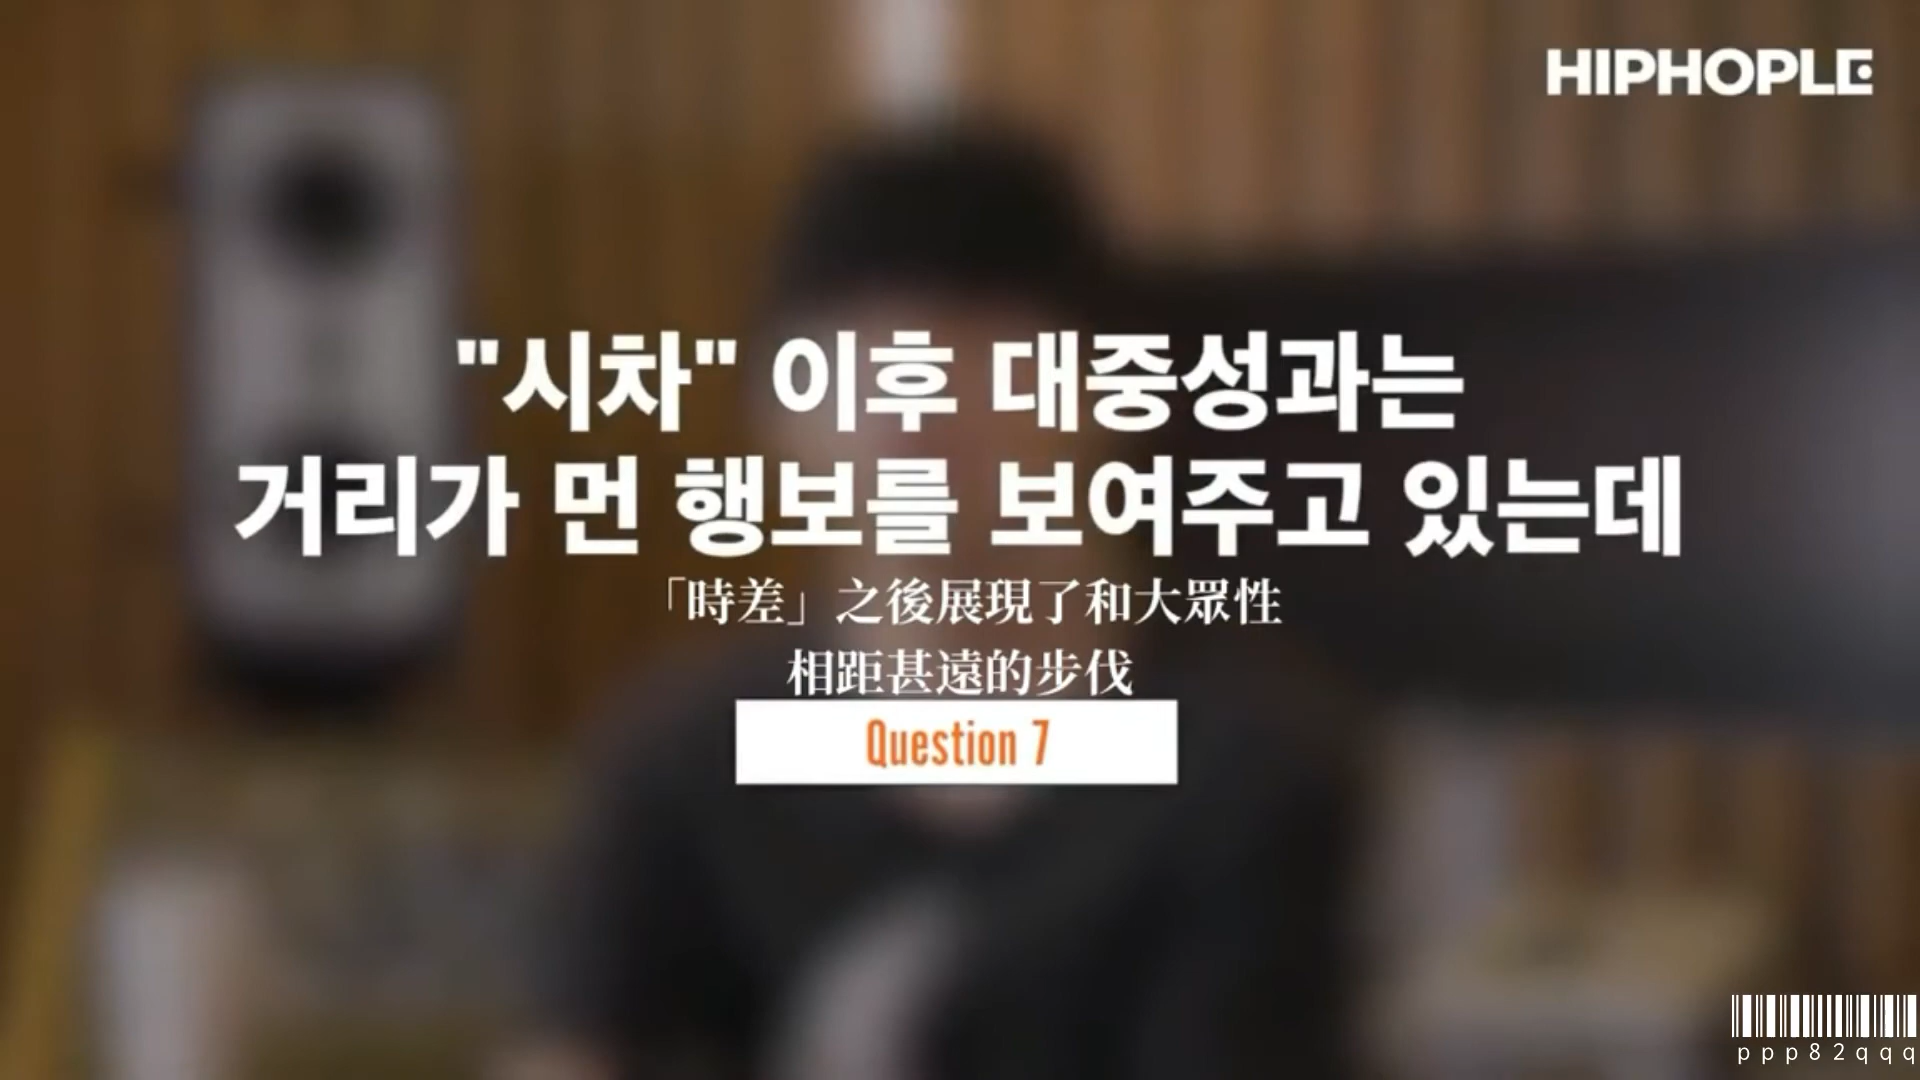 HIPHOPLE
"시차" 이후 대중성과는
거리가 먼 행보를 보여주고 있는데
「時差」之後展現了和大眾性
相距甚遠的步伐
Question 7
ppp82qqq